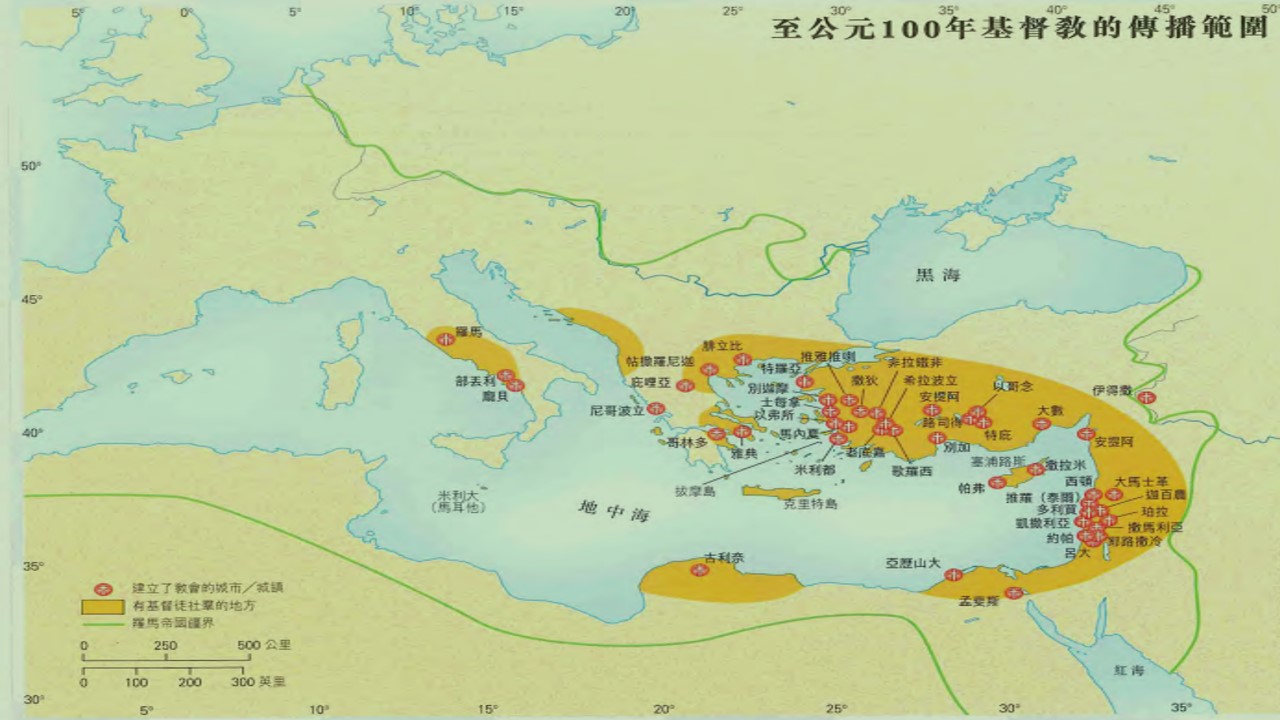 5° 0° 5° 10° 15° 20° 25° 30° 35° 40° 45° 50°
至公元100年基督教的傳播範圍
50°
45°
40°
35°
30°
黑海
羅馬
部丟利
龐貝
腓立比
帖撒羅尼迦
庇哩亞
尼哥波立
哥林多
雅典
推雅推喇
非拉鐵非
特羅亞
撒狄
希拉波立
別迦摩
士每拿
以弗所
安提阿
以哥念
路司得
特庇
馬內夏
米利都
老底嘉
歌羅西
別加
拔摩島
克里特島
大數
伊得撒
安提阿
塞浦路斯
撒拉米
帕弗
西頓
大馬士革
推羅（泰爾）
迦百農
多利買
珀拉
凱撒利亞
撒馬利亞
約帕
耶路撒冷
呂大
米利大
（馬耳他）
地中海
古利奈
亞歷山大
孟斐斯
紅海
建立了教會的城市／城鎮
有基督徒社羣的地方
羅馬帝國疆界
0 250 500 公里
0 100 200 300 英里
5° 10° 15° 20° 25° 30° 35°